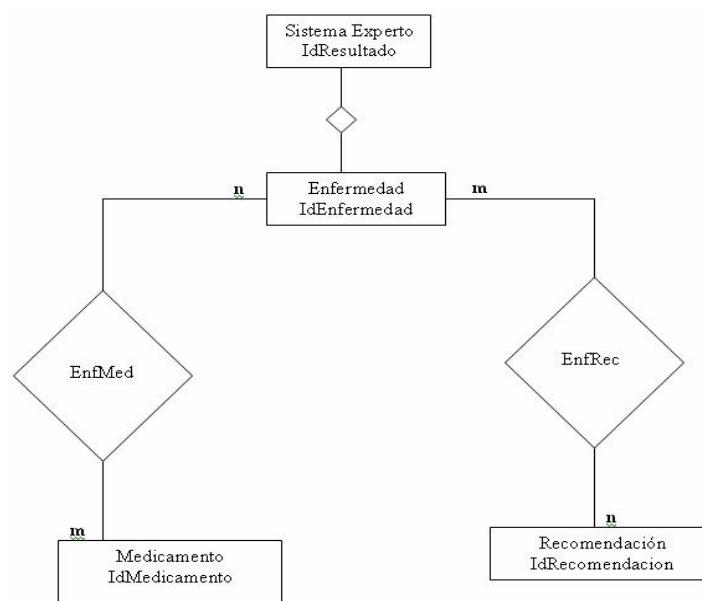 Sistema Experto
IdResultado
n
Enfermedad
IdEnfermedad
m
EnfMed
EnfRec
m
Medicamento
IdMedicamento
n
Recomendación
IdRecomendacion